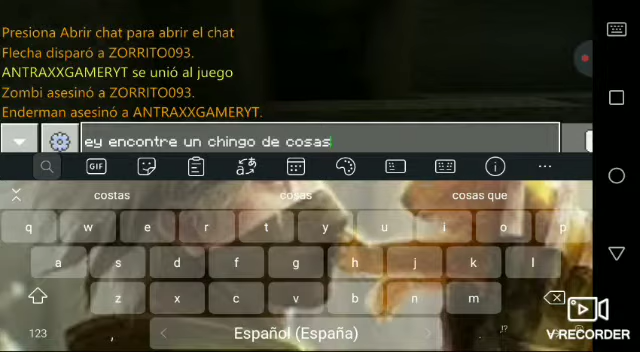 Presiona Abrir chat para abrir el chat
Flecha disparó a ZORRITO093.
ANTRAXXGAMERYT se unió al juego
Zombi asesinó a ZORRITO093.
Enderman asesinó a ANTRAXXGAMERYT.
ey encontre un chingo de cosas
GIF
costas cosas cosas que
q w e r t y u i o p
a s d f g h j k l
z x c v b n m
123 , Español (España) . !?
V RECORDER